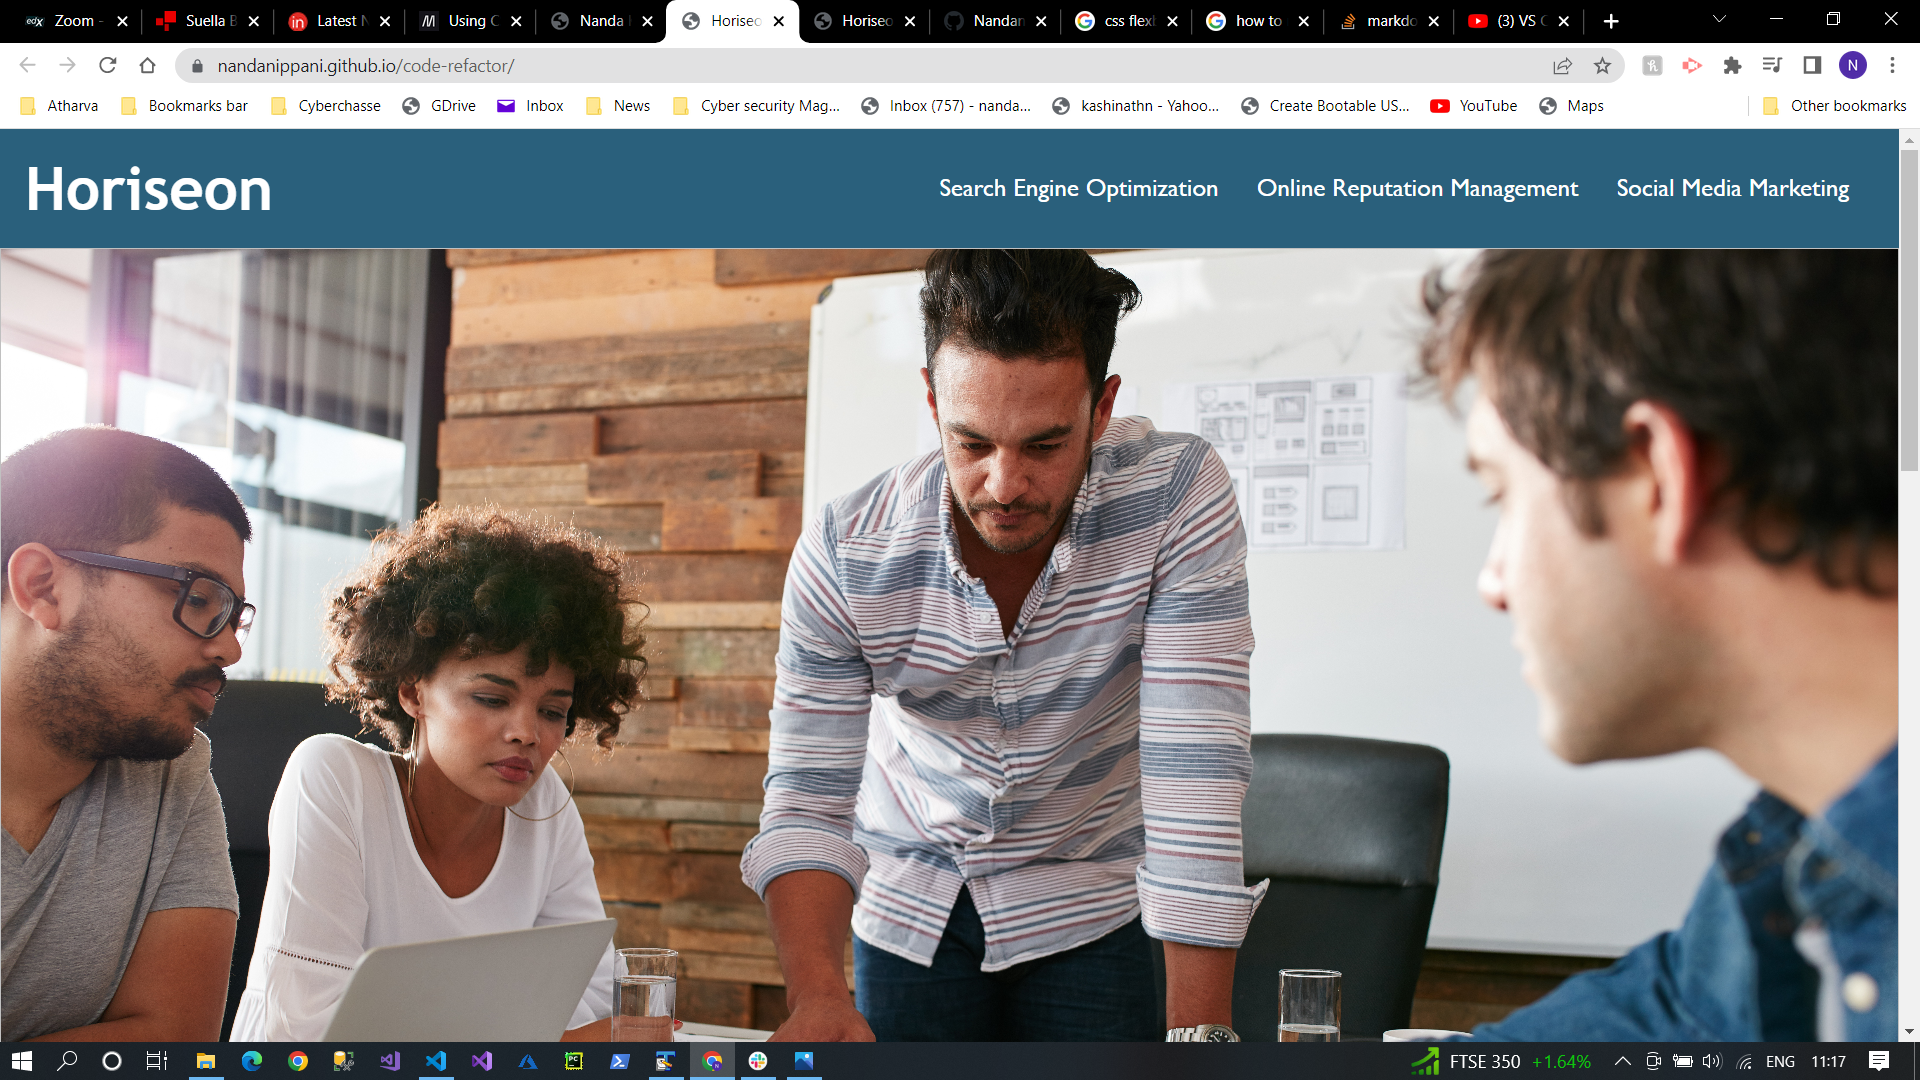 edx Zoom -
Suella B
in Latest N
M Using C
Nanda
Horiseo
Horiseo
Nandan
css flexl
how to
markdo
(3) VS C
nandanippani.github.io/code-refactor/
N
Atharva
Bookmarks bar
Cyberchasse
GDrive
Inbox
News
Cyber security Mag...
Inbox (757) - nanda...
kashinathn - Yahoo...
Create Bootable US...
YouTube
Maps
Other bookmarks
Horiseon
Search Engine Optimization
Online Reputation Management
Social Media Marketing
FTSE 350 +1.64%
ENG
11:17